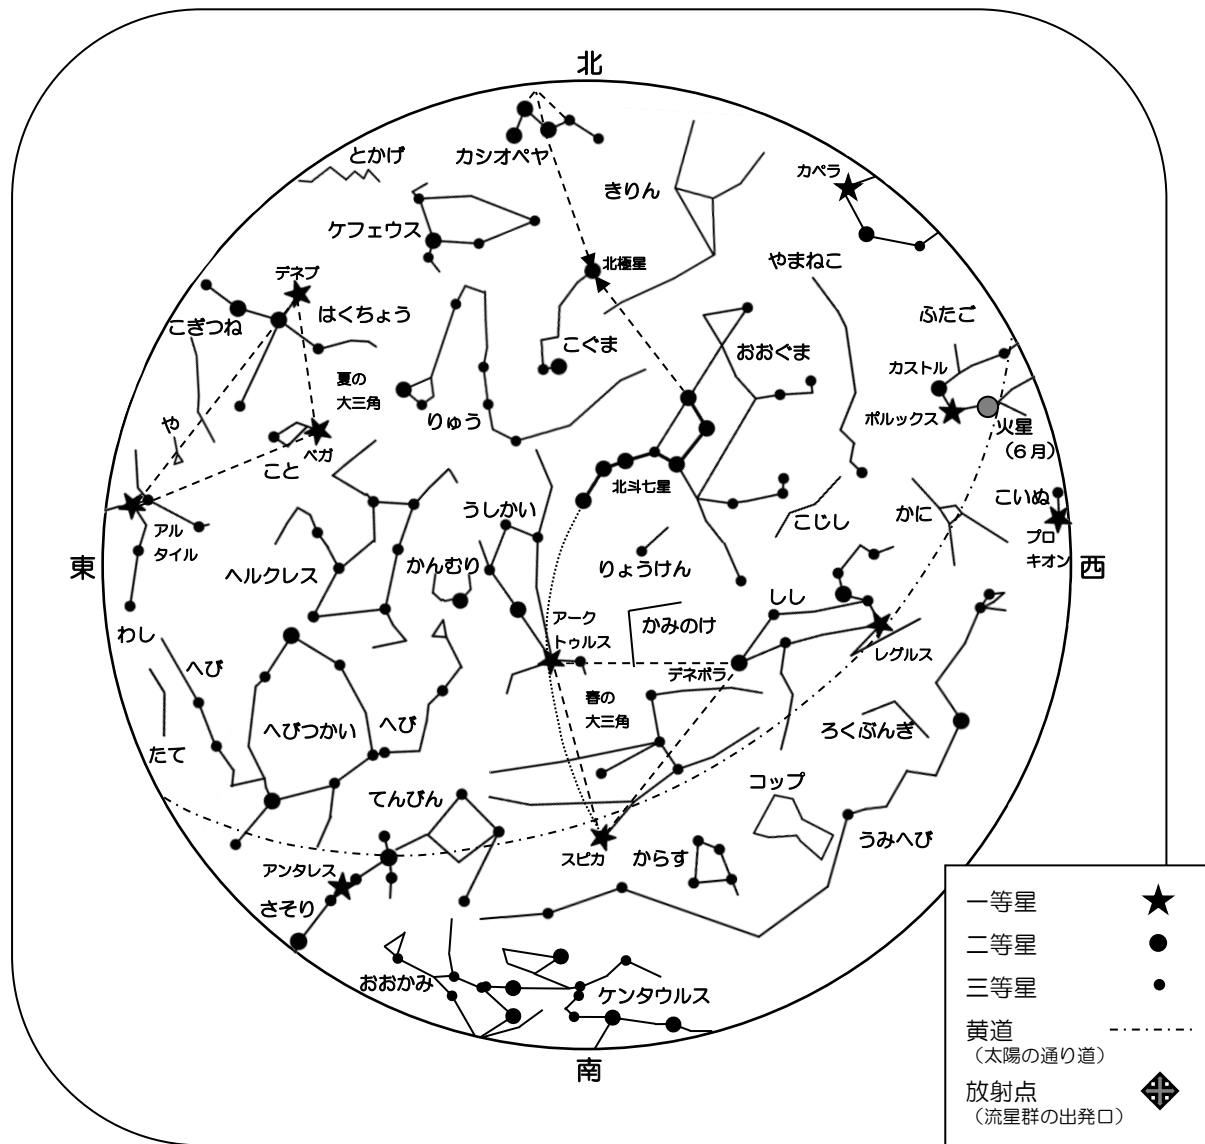 北
とかげ
カシオペヤ
カペラ
きりん
ケフェウス
北極星
やまねこ
デネブ
はくちょう
こぎつね
ふたご
こぐま
おおぐま
カストル
夏の
大三角
りゅう
ポルックス
火星
（６月）
や
こと
ベガ
北斗七星
こいぬ
うしかい
こじし
かに
アル
タイル
プロ
キオン
東
西
かんむり
りょうけん
ヘルクレス
しし
アーク
トゥルス
かみのけ
わし
レグルス
へび
デネボラ
春の
大三角
へびつかい
へび
ろくぶんぎ
たて
コップ
てんびん
うみへび
スピカ
からす
アンタレス
さそり
おおかみ
ケンタウルス
南
一等星
二等星
三等星
黄道
（太陽の通り道）
放射点
（流星群の出発口）